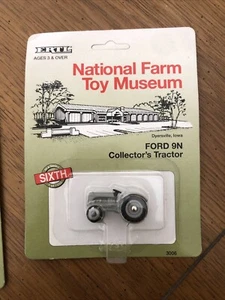 ERTL
AGES 3 & OVER
National Farm
Toy Museum
Dyersville, Iowa
FORD 9N
Collector's Tractor
SIXTH
3006